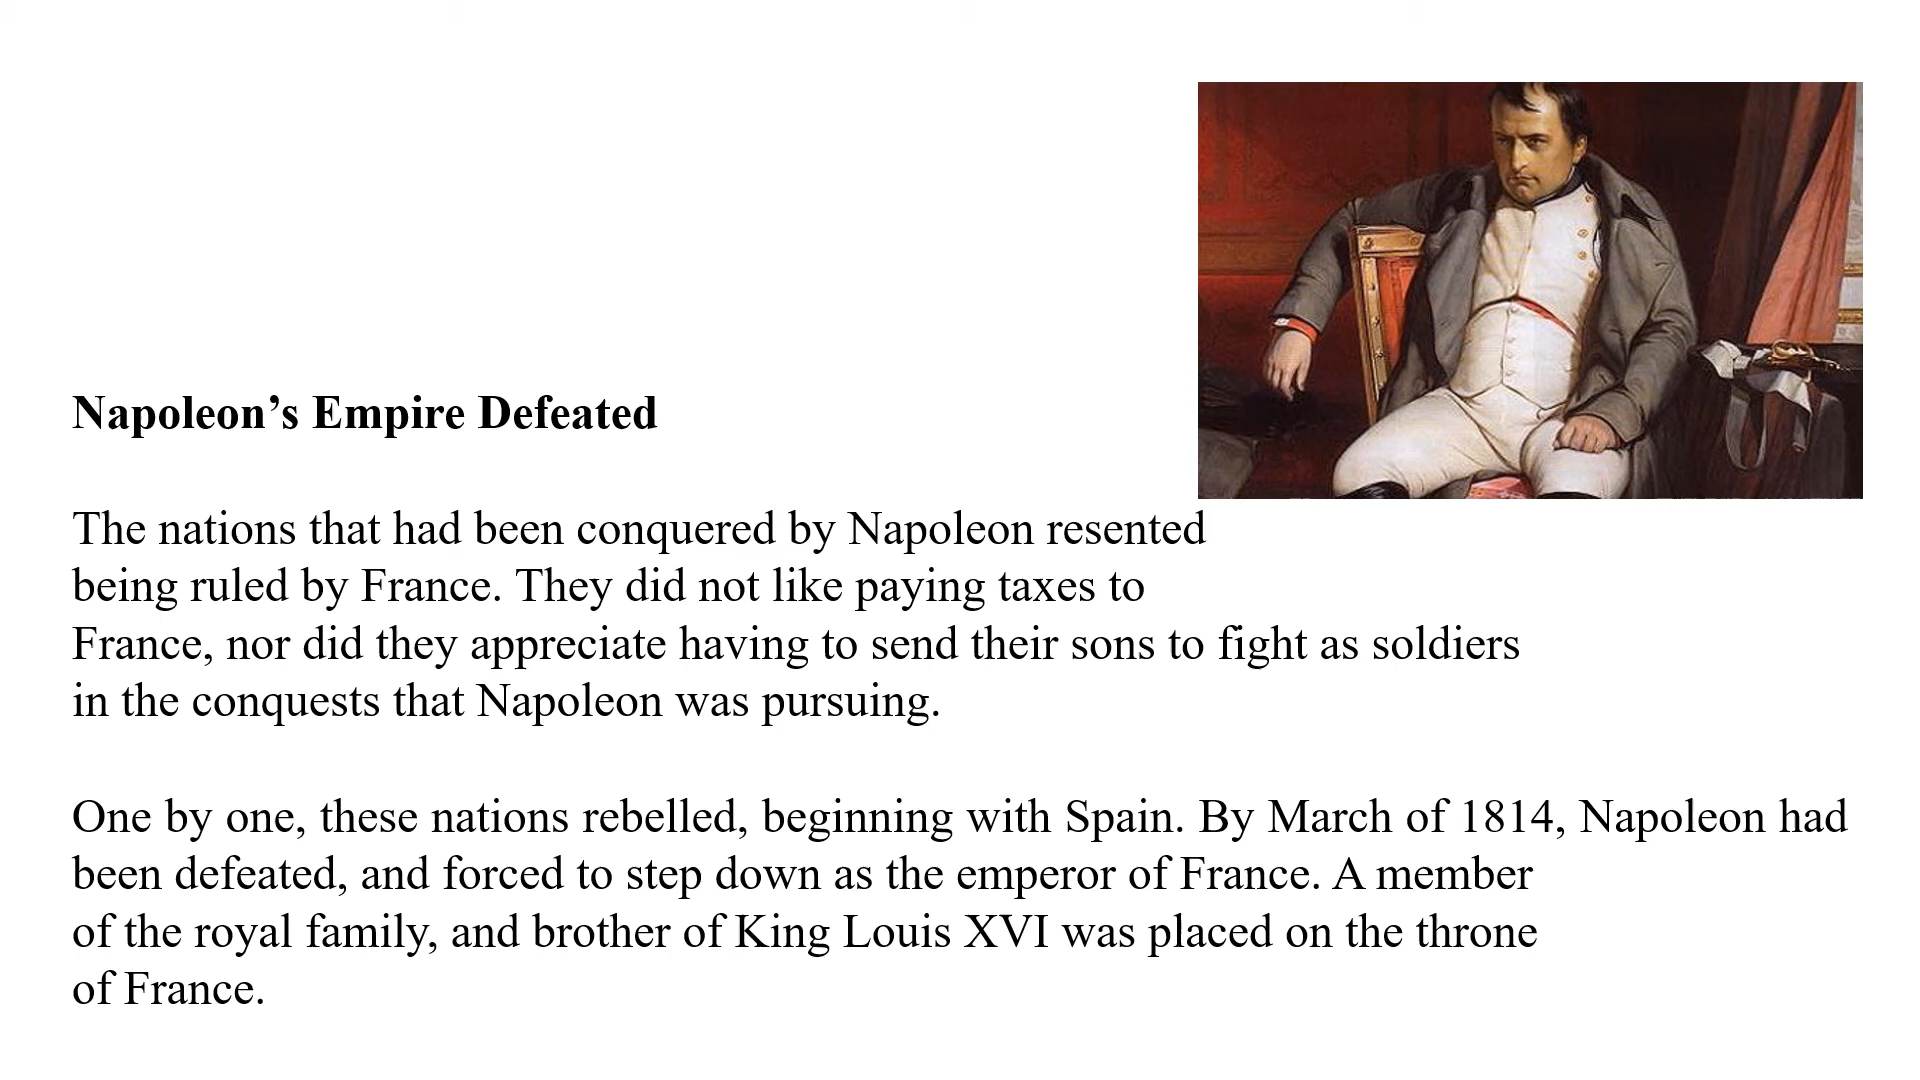 Napoleon’s Empire Defeated
The nations that had been conquered by Napoleon resented
being ruled by France. They did not like paying taxes to
France, nor did they appreciate having to send their sons to fight as soldiers
in the conquests that Napoleon was pursuing.
One by one, these nations rebelled, beginning with Spain. By March of 1814, Napoleon had
been defeated, and forced to step down as the emperor of France. A member
of the royal family, and brother of King Louis XVI was placed on the throne
of France.